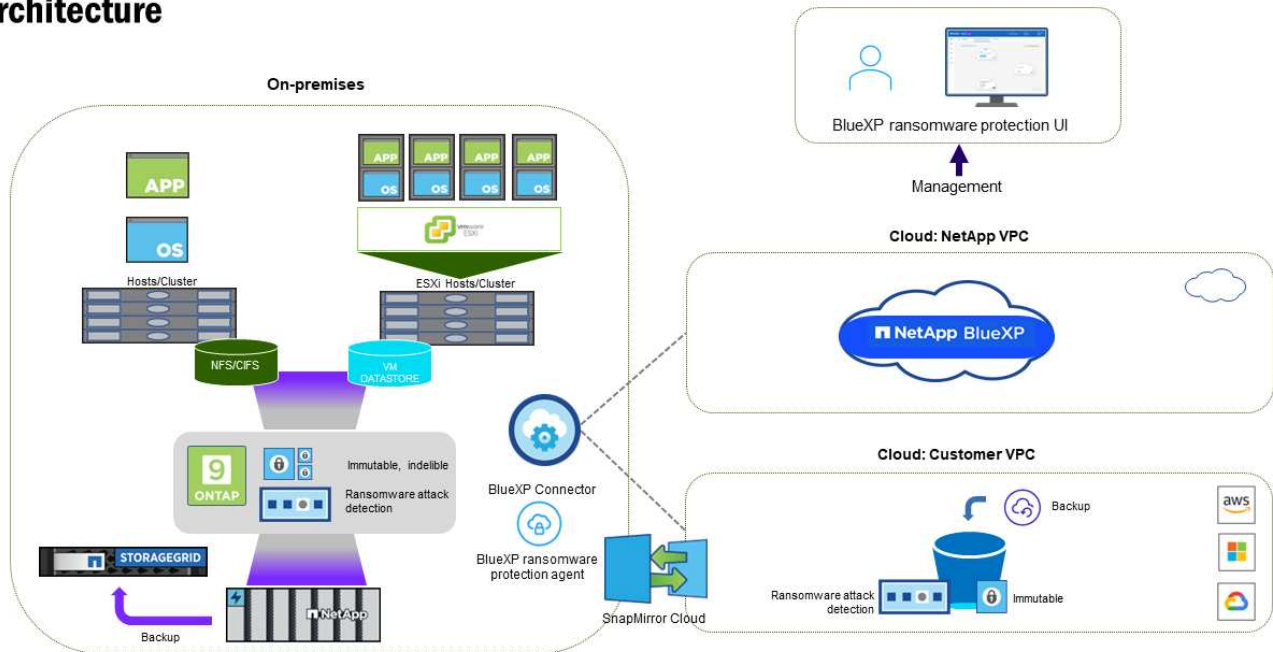 rchitecture
On-premises
APP
OS
Hosts/Cluster
APP APP APP APP
OS OS OS OS
vmware
ESXi
ESXi Hosts/Cluster
NFS/CIFS
VM
DATASTORE
9
ONTAP
Immutable, indelible
Ransomware attack
detection
STORAGEGRID
Backup
NetApp
BlueXP Connector
BlueXP ransomware
protection agent
SnapMirror Cloud
BlueXP ransomware protection UI
Management
Cloud: NetApp VPC
NetApp BlueXP
Cloud: Customer VPC
Backup
aws
Ransomware attack
detection
Immutable